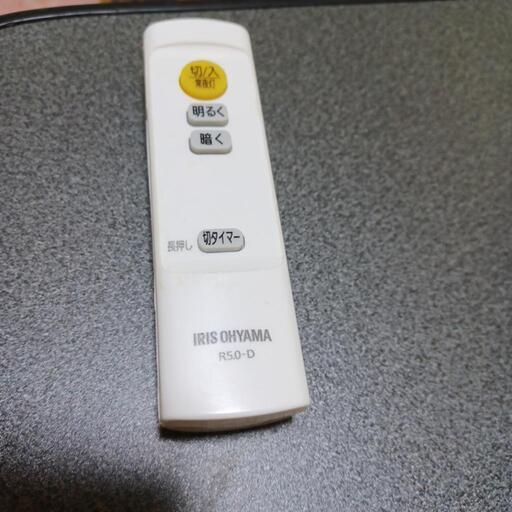 切/入
常夜灯
明るく
暗く
長押し 切タイマー
IRIS OHYAMA
R5.0-D